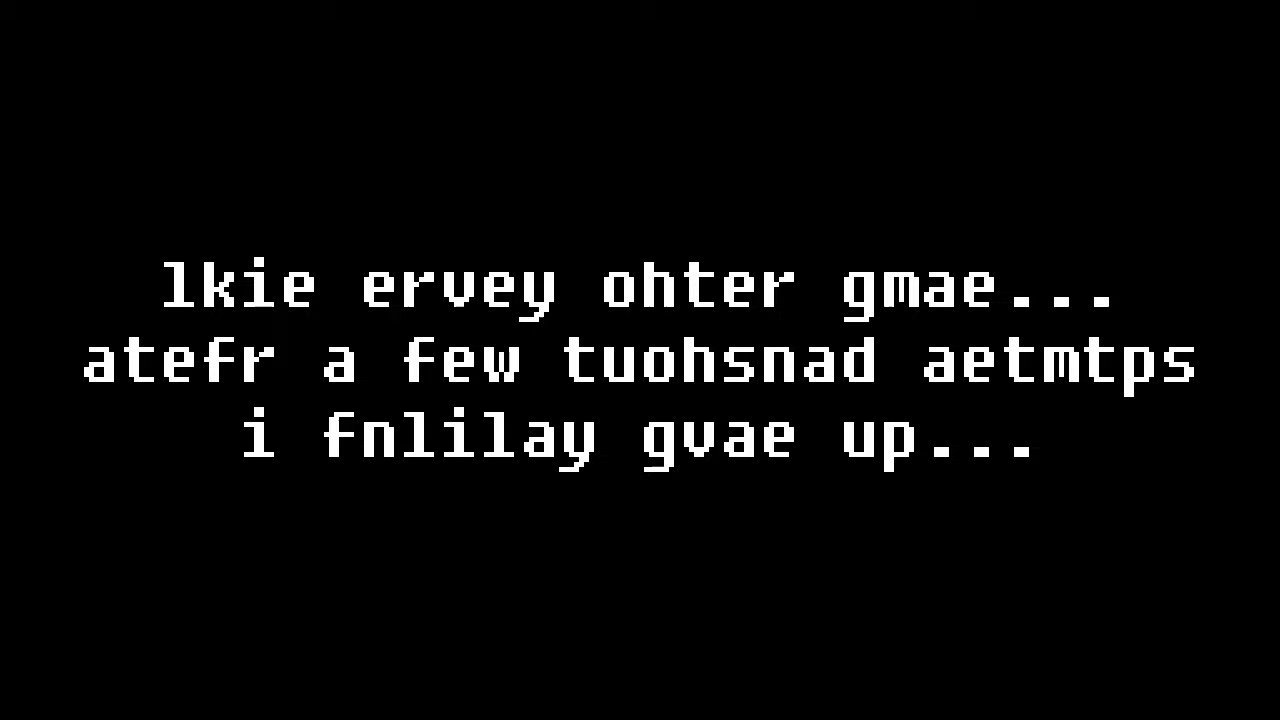 lkie ervey ohter gmae...
atefr a few tuohsnad aetmtps
i fnlilay gvae up...